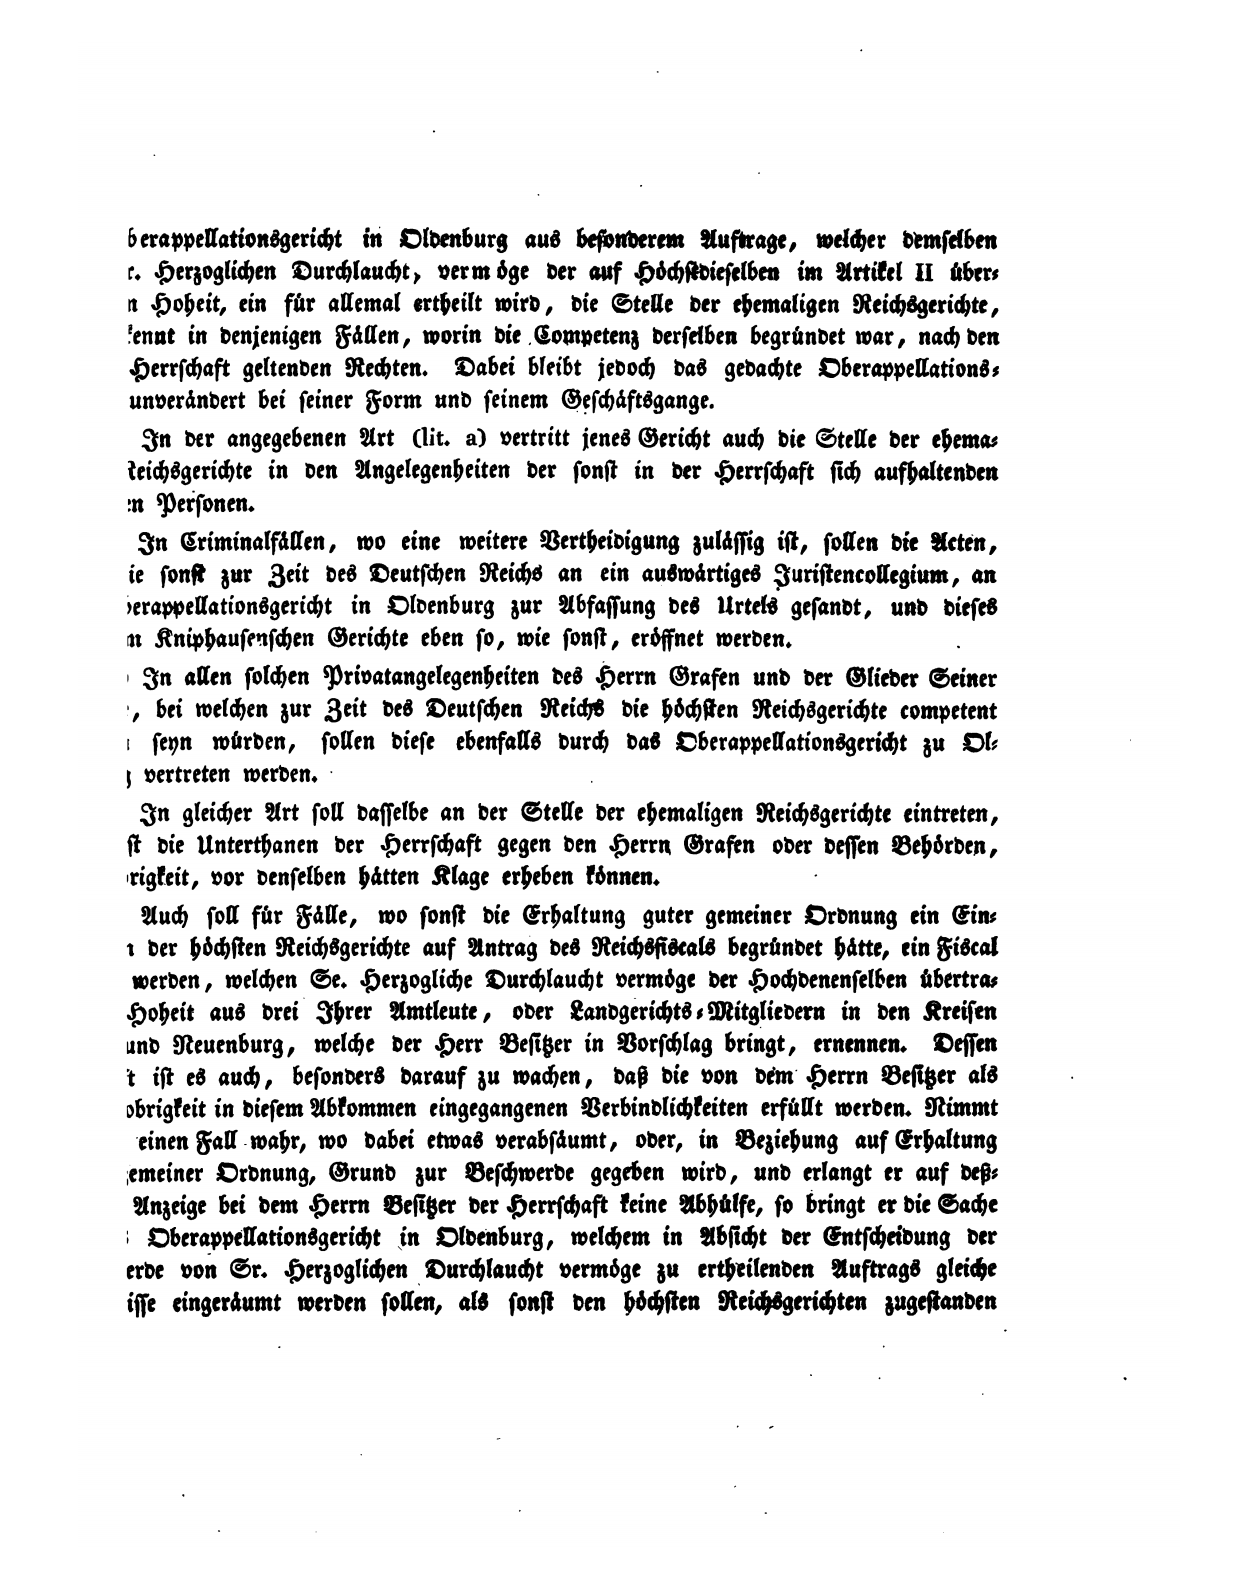 berappellationsgericht in Oldenburg aus besonderem Auftrage, welcher demselben
r. Herzoglichen Durchlaucht, vermöge der auf Höchstdieselben im Artikel II über⸗
n Hoheit, ein für allemal ertheilt wird, die Stelle der ehemaligen Reichsgerichte,
kennt in denjenigen Fällen, worin die Competenz derselben begründet war, nach den
Herrschaft geltenden Rechten. Dabei bleibt jedoch das gedachte Oberappellations⸗
unverändert bei seiner Form und seinem Geschäftsgange.
In der angegebenen Art (lit. a) vertritt jenes Gericht auch die Stelle der ehema⸗
Reichsgerichte in den Angelegenheiten der sonst in der Herrschaft sich aufhaltenden
en Personen.
In Criminalfällen, wo eine weitere Vertheidigung zulässig ist, sollen die Acten,
ie sonst zur Zeit des Deutschen Reichs an ein auswärtiges Juristencollegium, an
berappellationsgericht in Oldenburg zur Abfassung des Urtels gesandt, und dieses
m Kniphausenschen Gerichte eben so, wie sonst, eröffnet werden.
In allen solchen Privatangelegenheiten des Herrn Grafen und der Glieder Seiner
, bei welchen zur Zeit des Deutschen Reichs die höchsten Reichsgerichte competent
seyn würden, sollen diese ebenfalls durch das Oberappellationsgericht zu Ol⸗
g vertreten werden.
In gleicher Art soll dasselbe an der Stelle der ehemaligen Reichsgerichte eintreten,
st die Unterthanen der Herrschaft gegen den Herrn Grafen oder dessen Behörden,
rigkeit, vor denselben hätten Klage erheben können.
Auch soll für Fälle, wo sonst die Erhaltung guter gemeiner Ordnung ein Ein⸗
n der höchsten Reichsgerichte auf Antrag des Reichsfiscals begründet hätte, ein Fiscal
werden, welchen Se. Herzogliche Durchlaucht vermöge der Hochdenenselben übertra⸗
Hoheit aus drei Ihrer Amtleute, oder Landgerichts⸗Mitgliedern in den Kreisen
und Neuenburg, welche der Herr Besitzer in Vorschlag bringt, ernennen. Dessen
t ist es auch, besonders darauf zu wachen, daß die von dem Herrn Besitzer als
obrigkeit in diesem Abkommen eingegangenen Verbindlichkeiten erfüllt werden. Nimmt
einen Fall wahr, wo dabei etwas verabsäumt, oder, in Beziehung auf Erhaltung
gemeiner Ordnung, Grund zur Beschwerde gegeben wird, und erlangt er auf deß⸗
Anzeige bei dem Herrn Besitzer der Herrschaft keine Abhülfe, so bringt er die Sache
Oberappellationsgericht in Oldenburg, welchem in Absicht der Entscheidung der
erde von Sr. Herzoglichen Durchlaucht vermöge zu ertheilenden Auftrags gleiche
isse eingeräumt werden sollen, als sonst den höchsten Reichsgerichten zugestanden